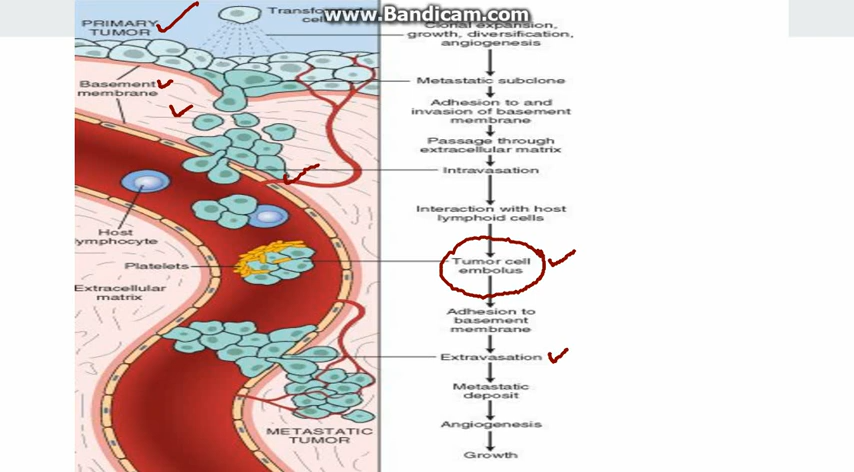 www.Bandicam.com
PRIMARY
TUMOR
Basement
membrane
Host
lymphocyte
Platelets
Extracellular
matrix
METASTATIC
TUMOR
Clonal expansion,
growth, diversification,
angiogenesis
Metastatic subclone
Adhesion to and
invasion of basement
membrane
Passage through
extracellular matrix
Intravasation
Interaction with host
lymphoid cells
Tumor cell
embolus
Adhesion to
basement
membrane
Extravasation
Metastatic
deposit
Angiogenesis
Growth